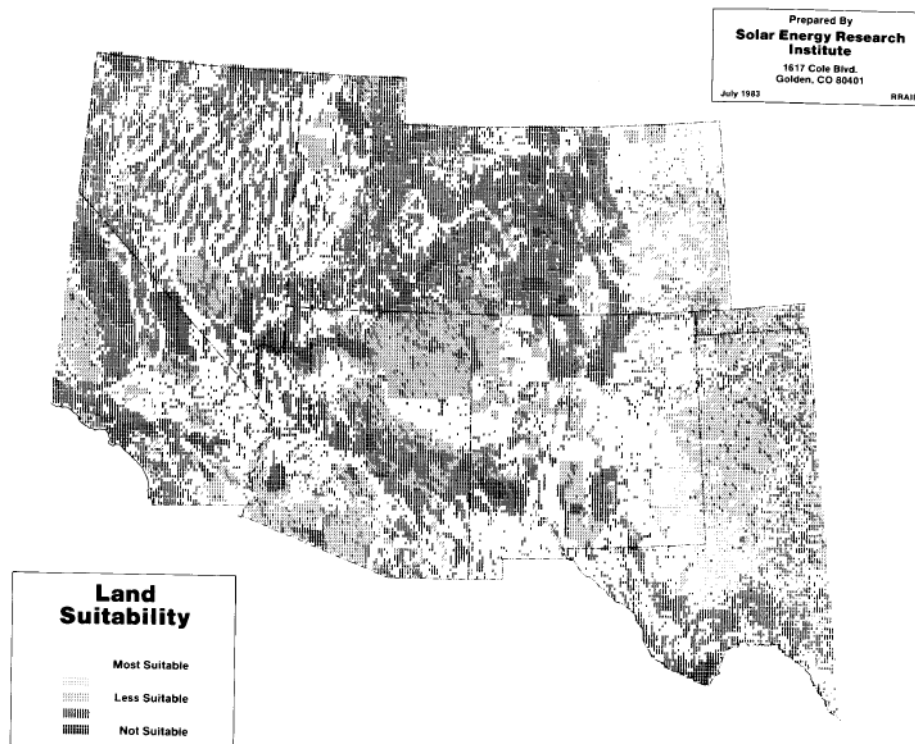 Prepared By
Solar Energy Research
Institute
1617 Cole Blvd.
Golden, CO 80401
July 1983
Land
Suitability
Most Suitable
Less Suitable
Not Suitable